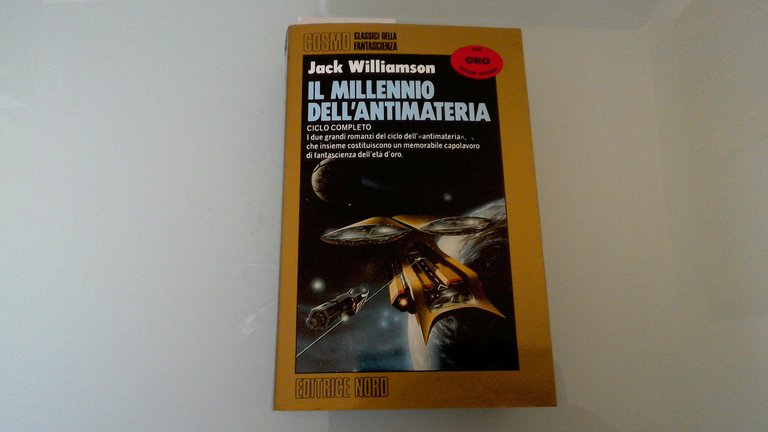 COSMO CLASSICI DELLA
FANTASCIENZA
ORO
Jack Williamson
IL MILLENNIO
DELL'ANTIMATERIA
CICLO COMPLETO
I due grandi romanzi del ciclo dell'«antimateria»,
che insieme costituiscono un memorabile capolavoro
di fantascienza dell'età d'oro.
EDITRICE NORD